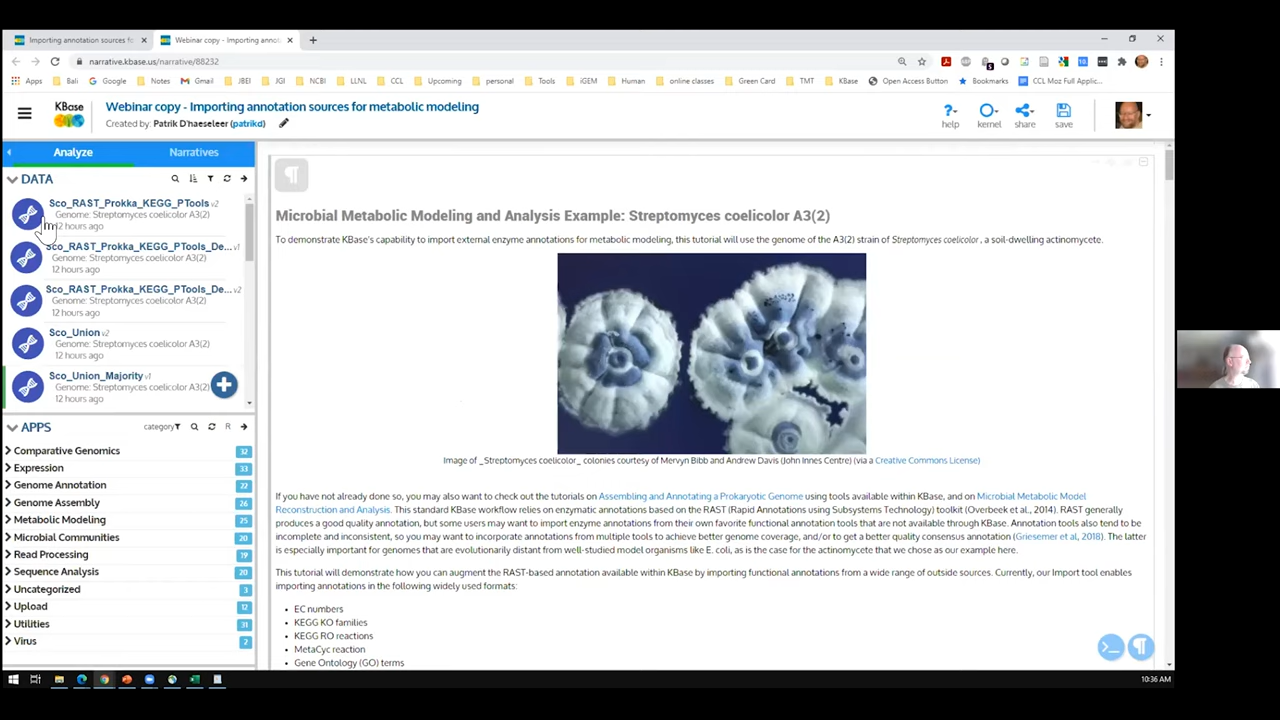 Importing annotation sources fo
Webinar copy - Importing annotat
narrative.kbase.us/narrative/88232
Apps Bali Google Notes Gmail JBEI JGI NCBI LLNL CCL Upcoming personal Tools iGEM Human online classes Green Card TMT KBase Open Access Button Bookmarks CCL Moz Full Applic...
KBase
Webinar copy - Importing annotation sources for metabolic modeling
Created by: Patrik D'haeseleer (patrikd)
help kernel share save
Analyze Narratives
DATA
Sco_RAST_Prokka_KEGG_PTools v2
Genome: Streptomyces coelicolor A3(2)
12 hours ago
Sco_RAST_Prokka_KEGG_PTools_De... v1
Genome: Streptomyces coelicolor A3(2)
12 hours ago
Sco_RAST_Prokka_KEGG_PTools_De... v2
Genome: Streptomyces coelicolor A3(2)
12 hours ago
Sco_Union v2
Genome: Streptomyces coelicolor A3(2)
12 hours ago
Sco_Union_Majority v1
Genome: Streptomyces coelicolor A3(2)
12 hours ago
APPS category R
Comparative Genomics 32
Expression 33
Genome Annotation 22
Genome Assembly 26
Metabolic Modeling 25
Microbial Communities 20
Read Processing 19
Sequence Analysis 20
Uncategorized 3
Upload 12
Utilities 31
Virus 2
Microbial Metabolic Modeling and Analysis Example: Streptomyces coelicolor A3(2)
To demonstrate KBase's capability to import external enzyme annotations for metabolic modeling, this tutorial will use the genome of the A3(2) strain of Streptomyces coelicolor , a soil-dwelling actinomycete.
Image of _Streptomyces coelicolor_ colonies courtesy of Mervyn Bibb and Andrew Davis (John Innes Centre) (via a Creative Commons License)
If you have not already done so, you may also want to check out the tutorials on Assembling and Annotating a Prokaryotic Genome using tools available within KBase, and on Microbial Metabolic Model
Reconstruction and Analysis. This standard KBase workflow relies on enzymatic annotations based on the RAST (Rapid Annotations using Subsystems Technology) toolkit (Overbeek et al., 2014). RAST generally
produces a good quality annotation, but some users may want to import enzyme annotations from their own favorite functional annotation tools that are not available through KBase. Annotation tools also tend to be
incomplete and inconsistent, so you may want to incorporate annotations from multiple tools to achieve better genome coverage, and/or to get a better quality consensus annotation (Griesemer et al, 2018). The latter
is especially important for genomes that are evolutionarily distant from well-studied model organisms like E. coli, as is the case for the actinomycete that we chose as our example here.
This tutorial will demonstrate how you can augment the RAST-based annotation available within KBase by importing functional annotations from a wide range of outside sources. Currently, our Import tool enables
importing annotations in the following widely used formats:
• EC numbers
• KEGG KO families
• KEGG RO reactions
• MetaCyc reaction
• Gene Ontology (GO) terms
10:36 AM